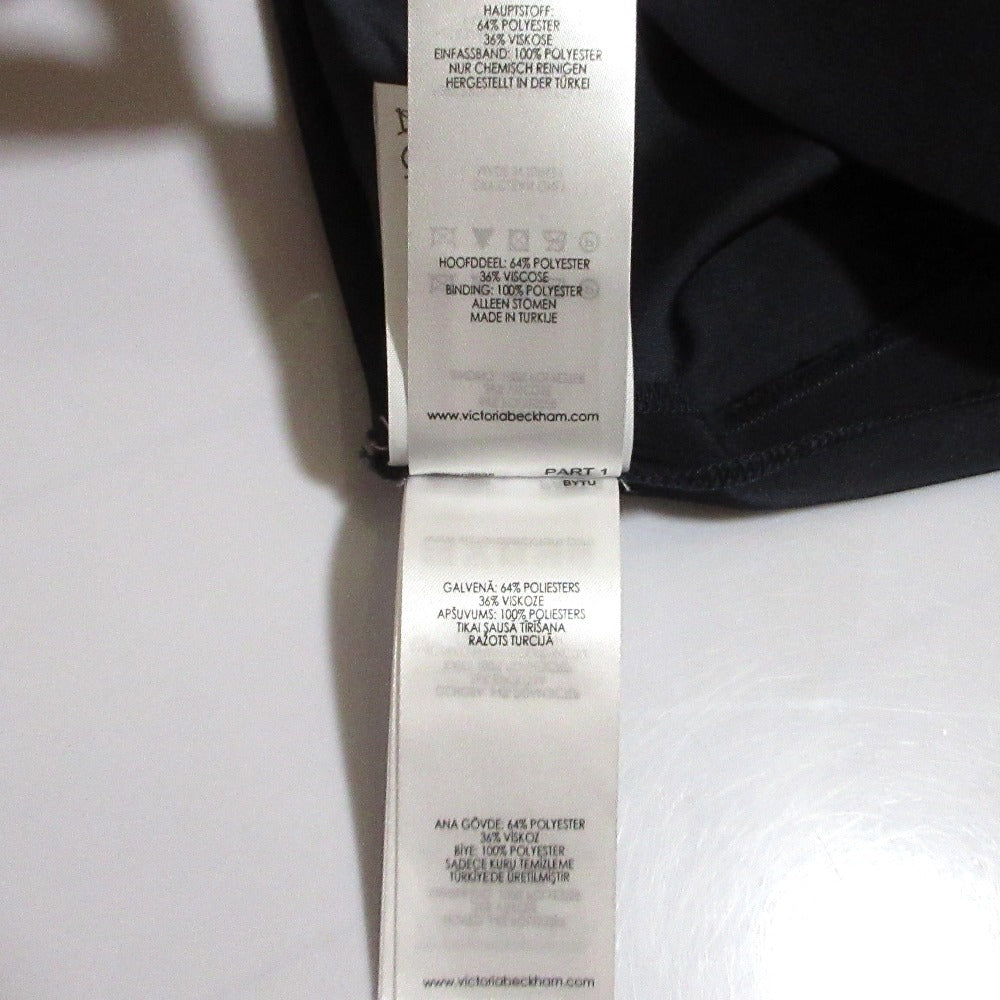 HAUPTSTOFF:
64% POLYESTER
36% VISKOSE
EINFASSBAND: 100% POLYESTER
NUR CHEMISCH REINIGEN
HERGESTELLT IN DER TÜRKEI
HOOFDDEEL: 64% POLYESTER
36% VISCOSE
BINDING: 100% POLYESTER
ALLEEN STOMEN
MADE IN TURKIJE
www.victoriabeckham.com
PART 1
BYTU
GALVENĀ: 64% POLIESTERS
36% VISKOZE
APŠUVUMS: 100% POLIESTERS
TIKAI SAUSA TĪRĪŠANA
RAŽOTS TURCIJĀ
ANA GÖVDE: 64% POLYESTER
36% VİSKOZ
BİYE: 100% POLYESTER
SADECE KURU TEMİZLEME
TÜRKİYE'DE ÜRETİLMİŞTİR
www.victoriabeckham.com